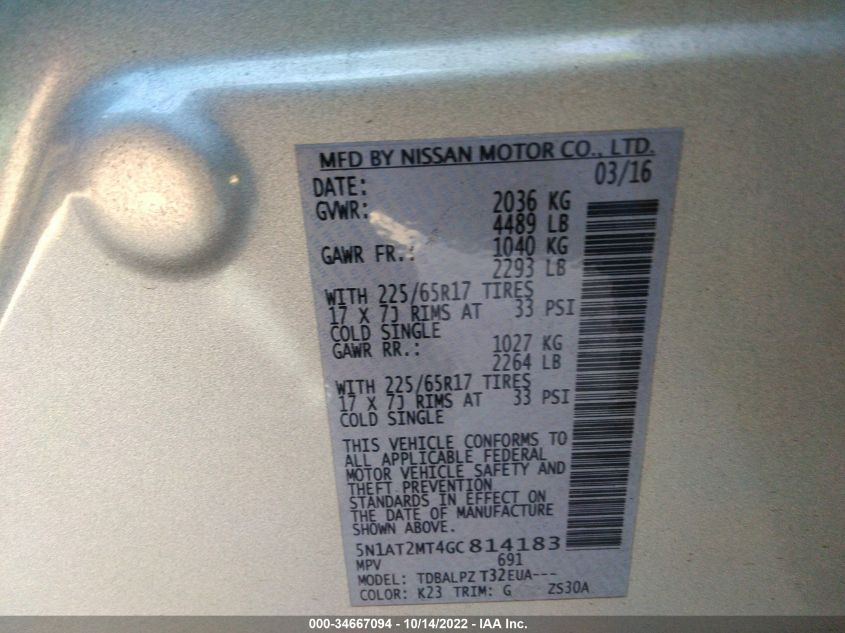 MFD BY NISSAN MOTOR CO., LTD.
DATE: 03/16
GVWR: 2036 KG
4489 LB
GAWR FR.: 1040 KG
2293 LB
WITH 225/65R17 TIRES
17 X 7J RIMS AT 33 PSI
COLD SINGLE
GAWR RR.: 1027 KG
2264 LB
WITH 225/65R17 TIRES
17 X 7J RIMS AT 33 PSI
COLD SINGLE
THIS VEHICLE CONFORMS TO
ALL APPLICABLE FEDERAL
MOTOR VEHICLE SAFETY AND
THEFT PREVENTION
STANDARDS IN EFFECT ON
THE DATE OF MANUFACTURE
SHOWN ABOVE.
5N1AT2MT4GC814183
MPV 691
MODEL: TDBALPZ T32EUA---
COLOR: K23 TRIM: G ZS30A
000-34667094 - 10/14/2022 - IAA Inc.